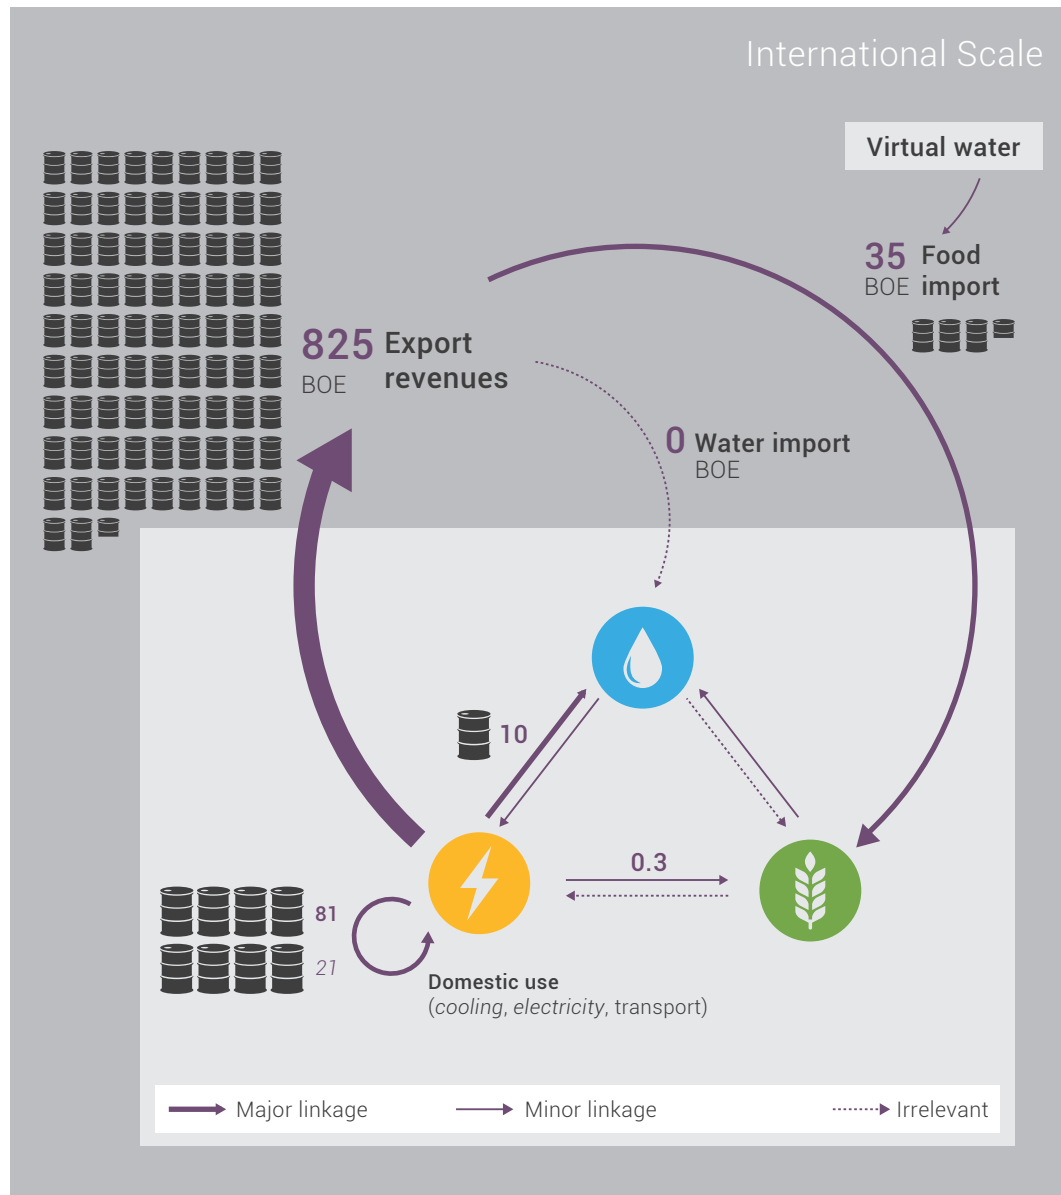 International Scale
Virtual water
35 Food
BOE import
825 Export
BOE revenues
0 Water import
BOE
10
0.3
81
21
Domestic use
(cooling, electricity, transport)
Major linkage
Minor linkage
Irrelevant